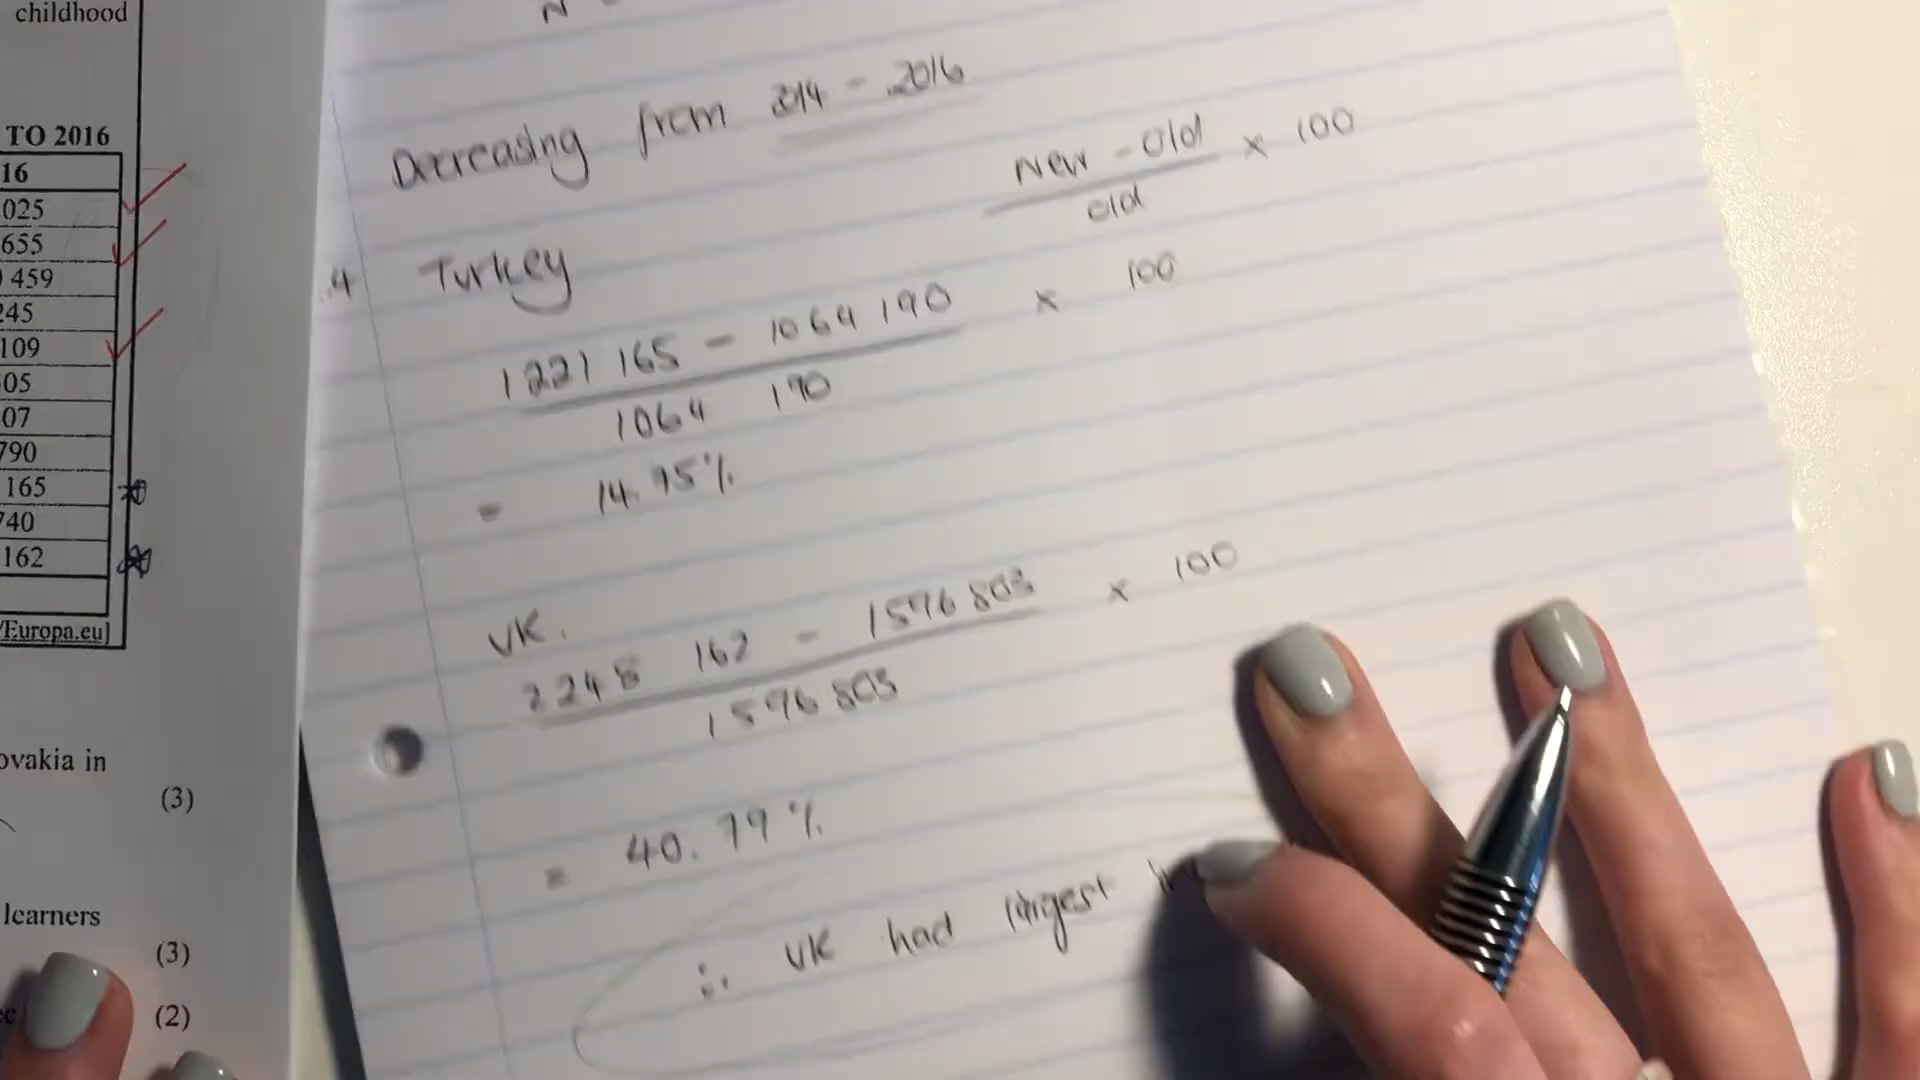 childhood
TO 2016
16
025
655
459
245
109
05
07
790
165
740
162
/Europa.eu]
ovakia in
(3)
learners
(3)
(2)
N
Decreasing from 2014 - 2016
New - Old x 100
old
.4 Turkey
1221 165 - 1064 190 x 100
1064 190
= 14.75%
UK.
2248 162 - 1596 803 x 100
1596 803
= 40.79%
∴ UK had largest